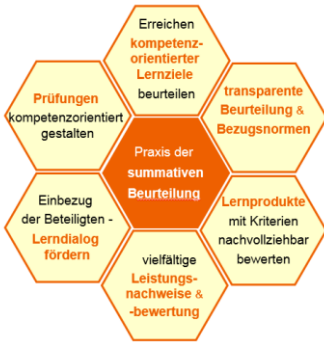 Erreichen
kompetenz-
orientierter
Lernziele
beurteilen
transparente
Beurteilung &
Bezugsnormen
Lernprodukte
mit Kriterien
nachvollziehbar
bewerten
vielfältige
Leistungs-
nachweise &
-bewertung
Einbezug
der Beteiligten -
Lerndialog
fördern
Prüfungen
kompetenzorientiert
gestalten
Praxis der
summativen
Beurteilung